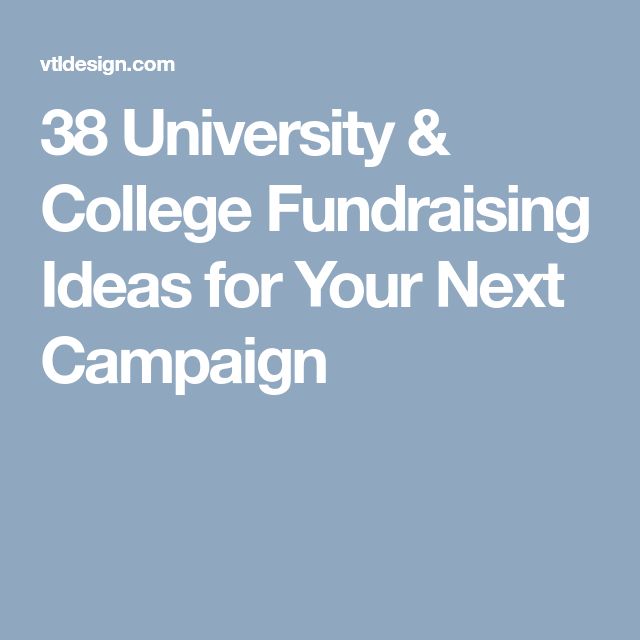 vtldesign.com
38 University &
College Fundraising
Ideas for Your Next
Campaign